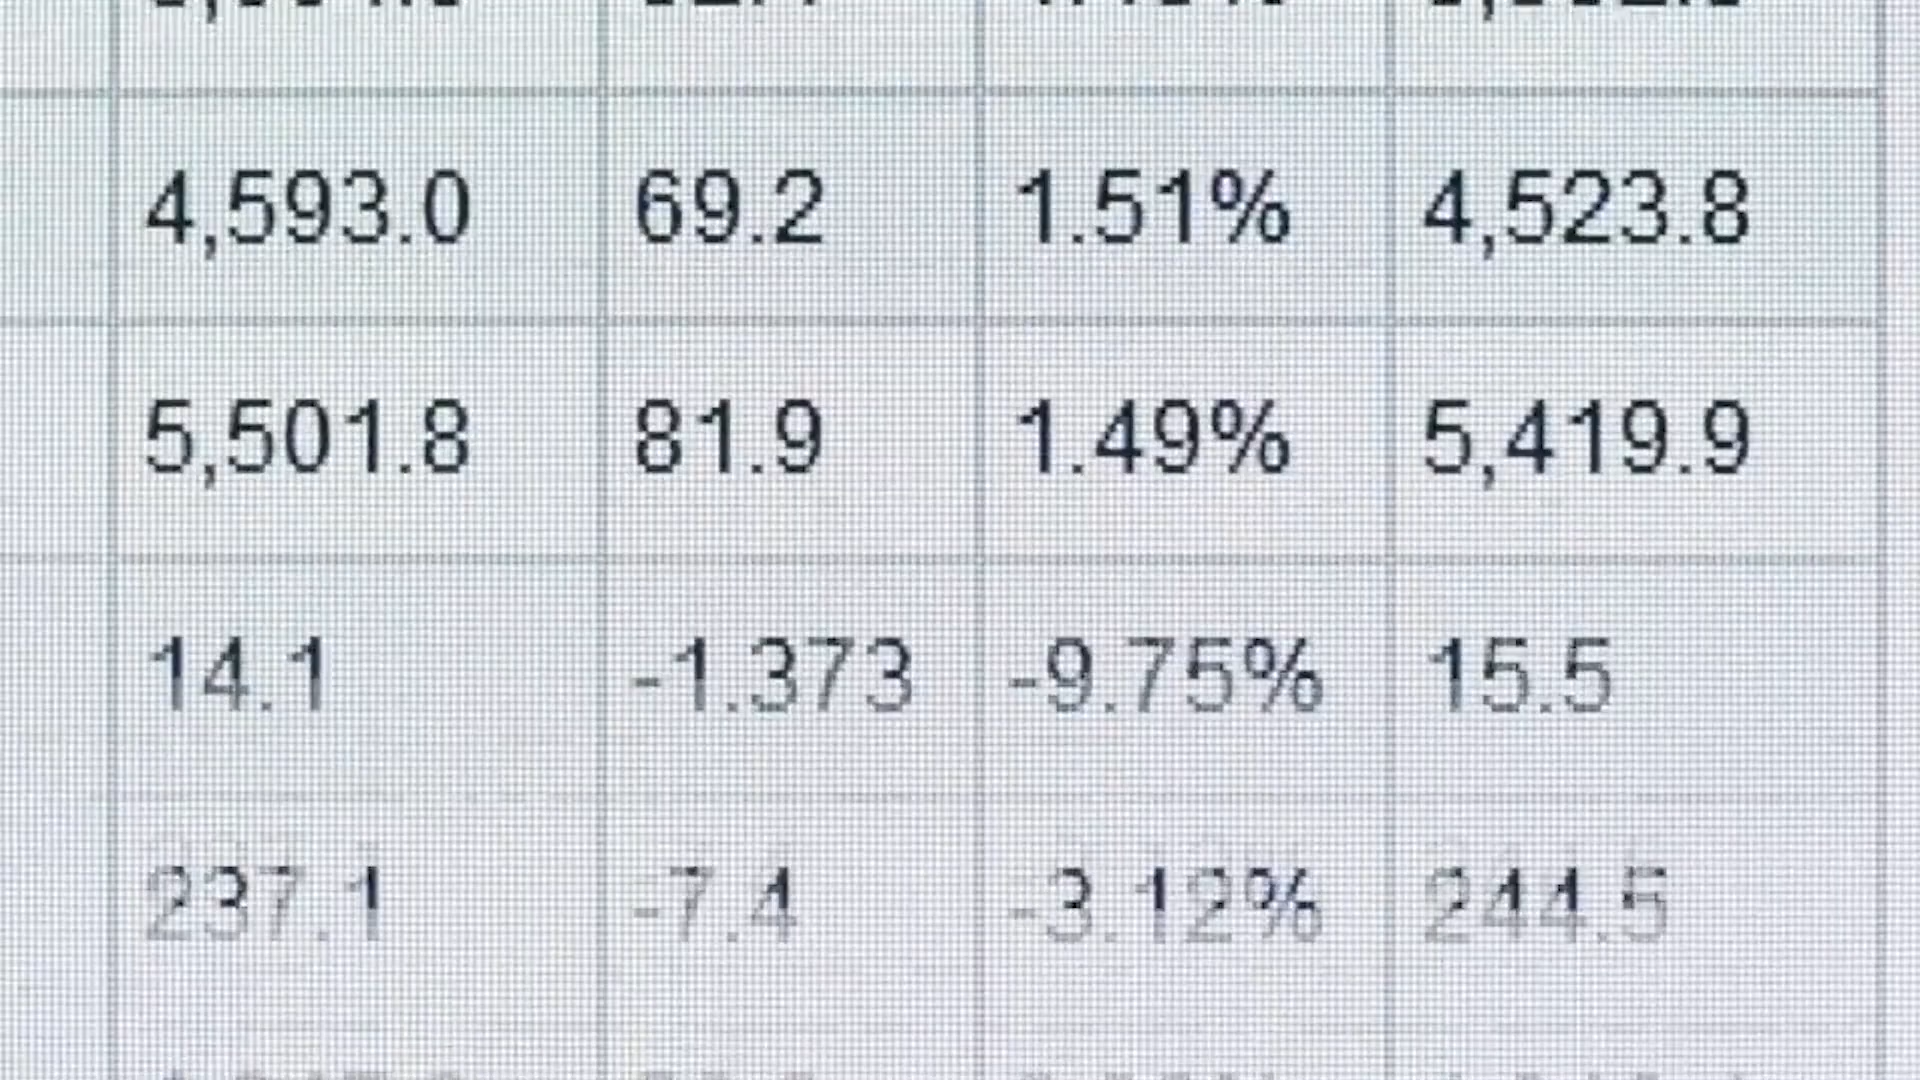 4,593.0 69.2 1.51% 4,523.8
5,501.8 81.9 1.49% 5,419.9
14.1 -1.373 -9.75% 15.5
237.1 -7.4 -3.12% 244.5